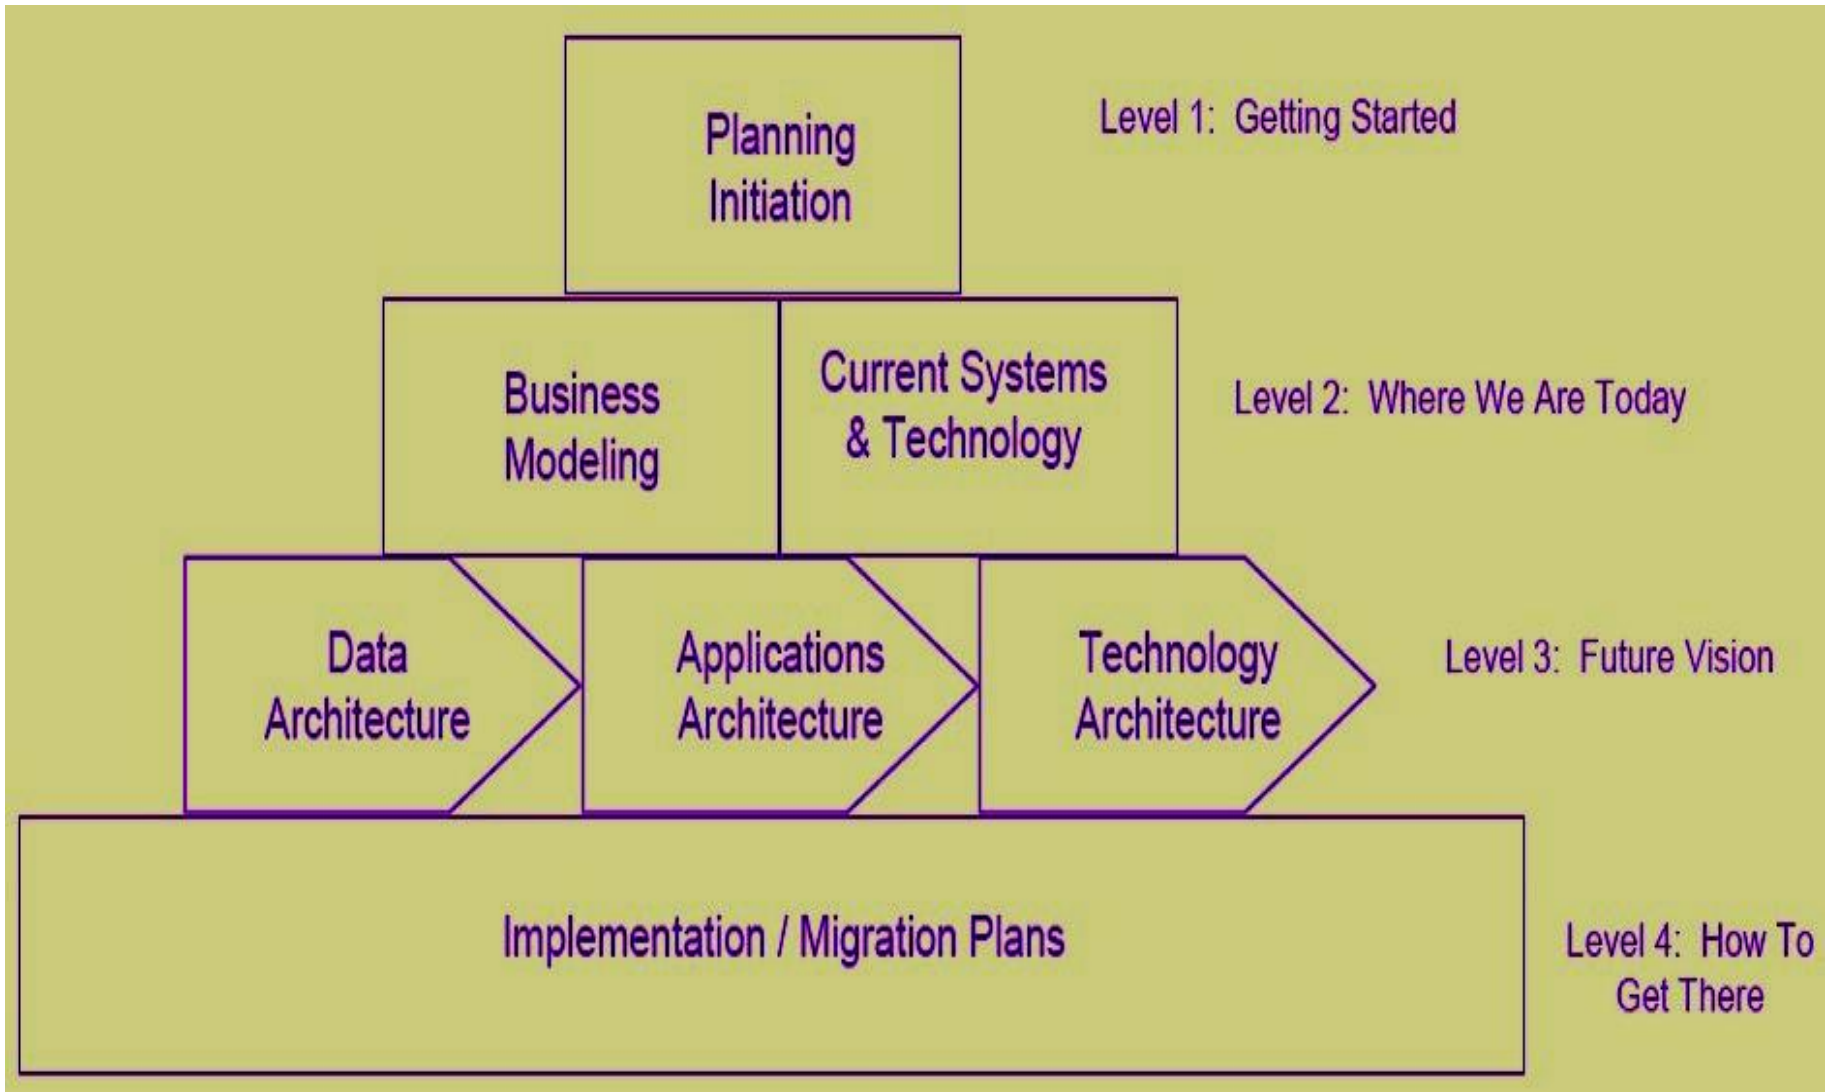 Planning
Initiation
Level 1: Getting Started
Business
Modeling
Current Systems
& Technology
Level 2: Where We Are Today
Data
Architecture
Applications
Architecture
Technology
Architecture
Level 3: Future Vision
Implementation / Migration Plans
Level 4: How To
Get There